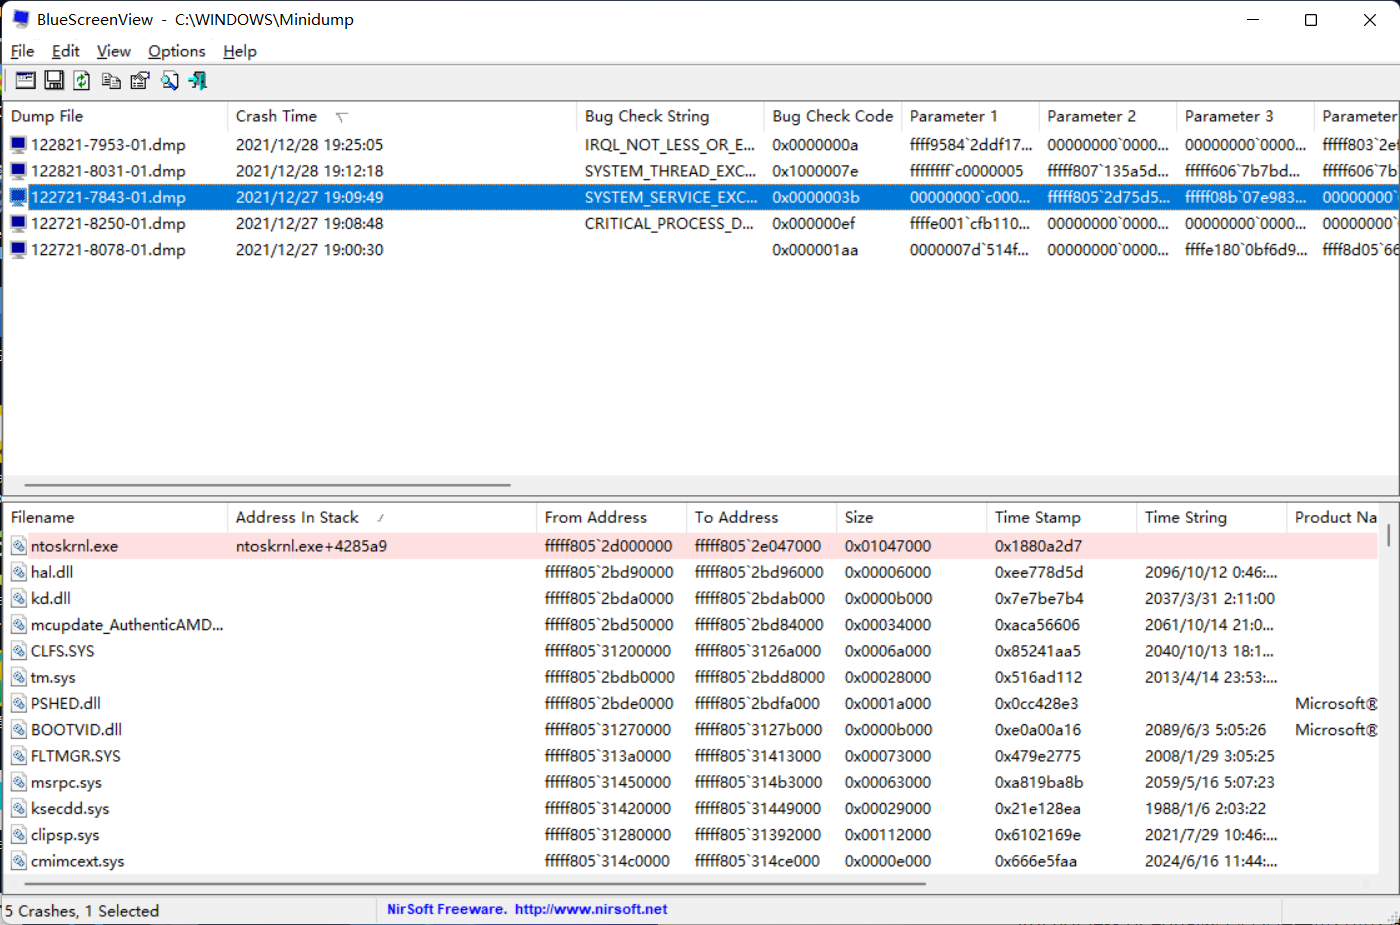 BlueScreenView - C:\WINDOWS\Minidump
File Edit View Options Help
Dump File Crash Time Bug Check String Bug Check Code Parameter 1 Parameter 2 Parameter 3 Parameter
122821-7953-01.dmp 2021/12/28 19:25:05 IRQL_NOT_LESS_OR_E... 0x0000000a ffff9584`2ddf17... 00000000`0000... 00000000`0000... fffff803`2ef
122821-8031-01.dmp 2021/12/28 19:12:18 SYSTEM_THREAD_EXC... 0x1000007e ffffffff`c0000005 fffff807`135a5d... fffff606`7b7bd... fffff606`7b
122721-7843-01.dmp 2021/12/27 19:09:49 SYSTEM_SERVICE_EXC... 0x0000003b 00000000`c000... fffff805`2d75d5... fffff08b`07e983... 00000000`
122721-8250-01.dmp 2021/12/27 19:08:48 CRITICAL_PROCESS_D... 0x000000ef ffffe001`cfb110... 00000000`0000... 00000000`0000... 00000000`
122721-8078-01.dmp 2021/12/27 19:00:30 0x000001aa 0000007d`514f... 00000000`0000... ffffe180`0bf6d9... ffff8d05`66
Filename Address In Stack From Address To Address Size Time Stamp Time String Product Na
ntoskrnl.exe ntoskrnl.exe+4285a9 fffff805`2d000000 fffff805`2e047000 0x01047000 0x1880a2d7
hal.dll fffff805`2bd90000 fffff805`2bd96000 0x00006000 0xee778d5d 2096/10/12 0:46:...
kd.dll fffff805`2bda0000 fffff805`2bdab000 0x0000b000 0x7e7be7b4 2037/3/31 2:11:00
mcupdate_AuthenticAMD... fffff805`2bd50000 fffff805`2bd84000 0x00034000 0xaca56606 2061/10/14 21:0...
CLFS.SYS fffff805`31200000 fffff805`3126a000 0x0006a000 0x85241aa5 2040/10/13 18:1...
tm.sys fffff805`2bdb0000 fffff805`2bdd8000 0x00028000 0x516ad112 2013/4/14 23:53:...
PSHED.dll fffff805`2bde0000 fffff805`2bdfa000 0x0001a000 0x0cc428e3 Microsoft®
BOOTVID.dll fffff805`31270000 fffff805`3127b000 0x0000b000 0xe0a00a16 2089/6/3 5:05:26 Microsoft®
FLTMGR.SYS fffff805`313a0000 fffff805`31413000 0x00073000 0x479e2775 2008/1/29 3:05:25
msrpc.sys fffff805`31450000 fffff805`314b3000 0x00063000 0xa819ba8b 2059/5/16 5:07:23
ksecdd.sys fffff805`31420000 fffff805`31449000 0x00029000 0x21e128ea 1988/1/6 2:03:22
clipsp.sys fffff805`31280000 fffff805`31392000 0x00112000 0x6102169e 2021/7/29 10:46:...
cmimcext.sys fffff805`314c0000 fffff805`314ce000 0x0000e000 0x666e5faa 2024/6/16 11:44:...
5 Crashes, 1 Selected NirSoft Freeware. http://www.nirsoft.net